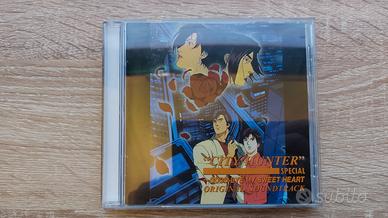 "CITY HUNTER"
SPECIAL
GOODBYE MY SWEET HEART
ORIGINAL SOUNDTRACK
subito